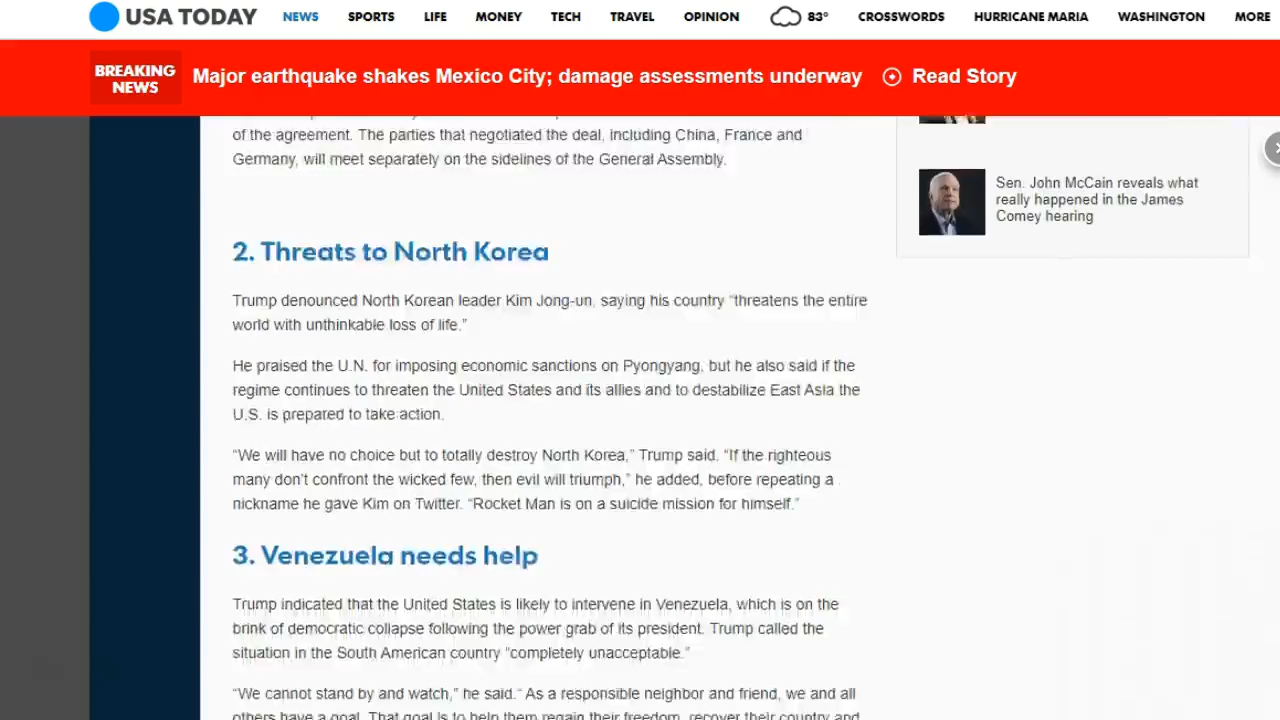 USA TODAY NEWS SPORTS LIFE MONEY TECH TRAVEL OPINION 83° CROSSWORDS HURRICANE MARIA WASHINGTON MORE
BREAKING NEWS
Major earthquake shakes Mexico City; damage assessments underway Read Story
of the agreement. The parties that negotiated the deal, including China, France and
Germany, will meet separately on the sidelines of the General Assembly.
Sen. John McCain reveals what
really happened in the James
Comey hearing
2. Threats to North Korea
Trump denounced North Korean leader Kim Jong-un, saying his country “threatens the entire
world with unthinkable loss of life.”
He praised the U.N. for imposing economic sanctions on Pyongyang, but he also said if the
regime continues to threaten the United States and its allies and to destabilize East Asia the
U.S. is prepared to take action.
“We will have no choice but to totally destroy North Korea,” Trump said. “If the righteous
many don’t confront the wicked few, then evil will triumph,” he added, before repeating a
nickname he gave Kim on Twitter. “Rocket Man is on a suicide mission for himself.”
3. Venezuela needs help
Trump indicated that the United States is likely to intervene in Venezuela, which is on the
brink of democratic collapse following the power grab of its president. Trump called the
situation in the South American country “completely unacceptable.”
“We cannot stand by and watch,” he said.“ As a responsible neighbor and friend, we and all
others have a goal. That goal is to help them regain their freedom, recover their country and